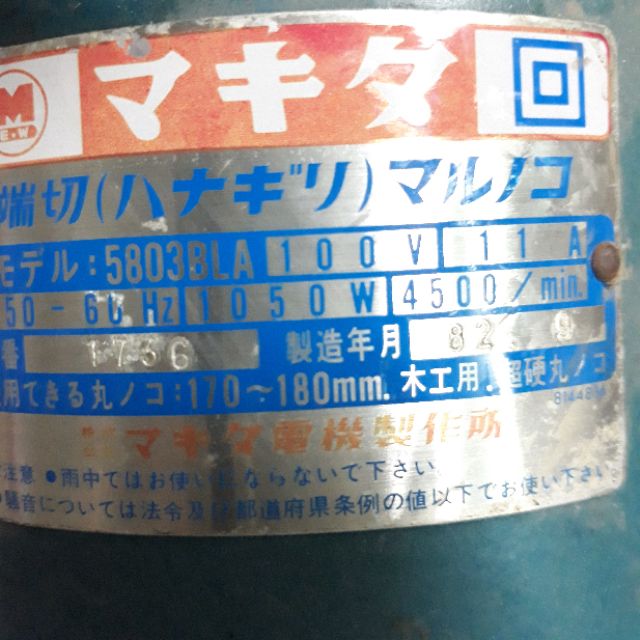 M
E.W.
マキタ
端切(ハナギリ)マルノコ
モデル:5803BLA 100V 11A
50-60Hz 1050W 4500/min.
番 1736 製造年月 82 9
用できる丸ノコ:170～180mm. 木工用.超硬丸ノコ
マキタ電機製作所
注意 ●雨中ではお使いにならないで下さい
騒音については法令及び都道府県条例の値以下でお使い下さい